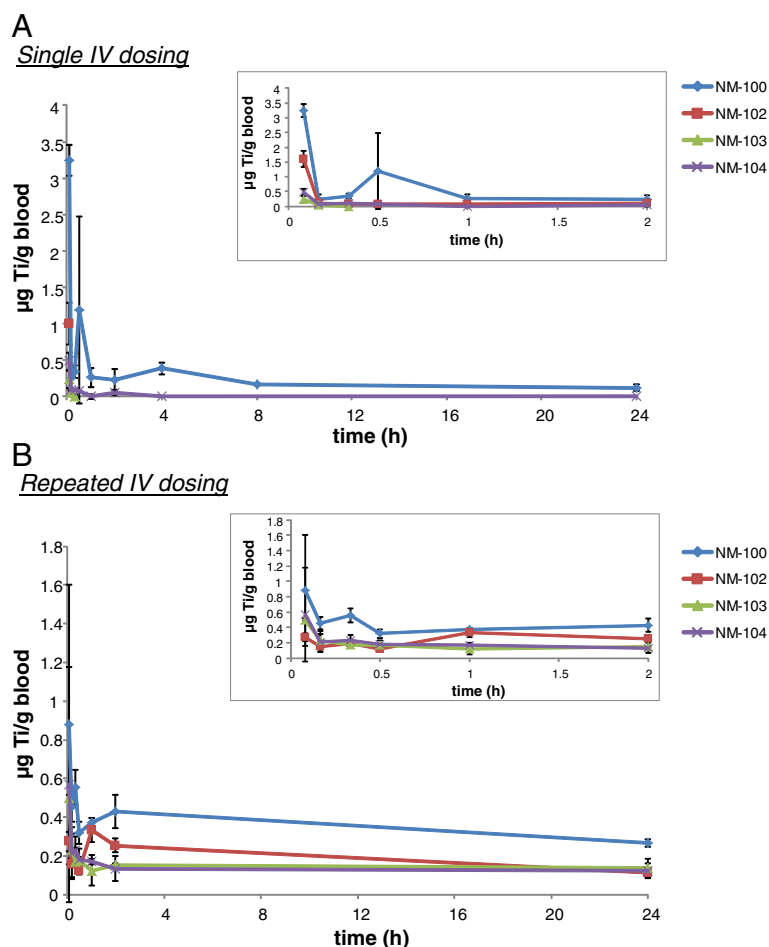 A
Single IV dosing
µg Ti/g blood
4
3.5
3
2.5
2
1.5
1
0.5
0
0 4 8 12 16 20 24
time (h)
µg Ti/g blood
4
3.5
3
2.5
2
1.5
1
0.5
0
0 0.5 1 1.5 2
time (h)
NM-100
NM-102
NM-103
NM-104
B
Repeated IV dosing
µg Ti/g blood
1.8
1.6
1.4
1.2
1
0.8
0.6
0.4
0.2
0
0 4 8 12 16 20 24
time (h)
µg Ti/g blood
1.8
1.6
1.4
1.2
1
0.8
0.6
0.4
0.2
0
0 0.5 1 1.5 2
time (h)
NM-100
NM-102
NM-103
NM-104